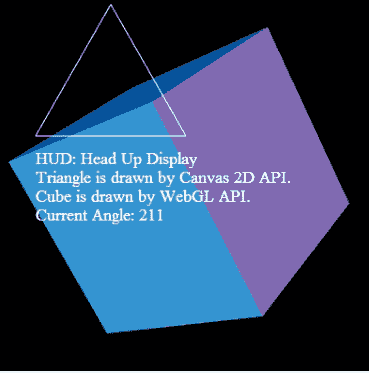 HUD: Head Up Display
Triangle is drawn by Canvas 2D API.
Cube is drawn by WebGL API.
Current Angle: 211